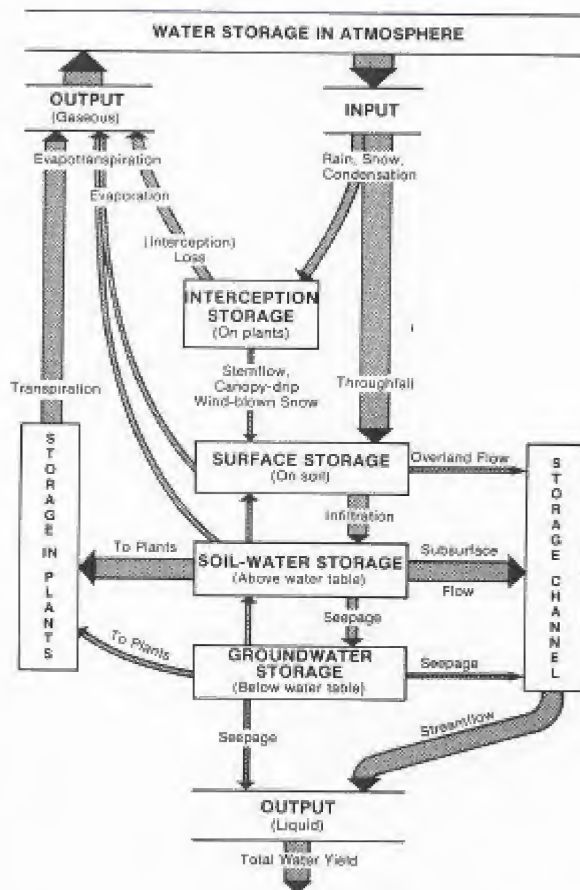 WATER STORAGE IN ATMOSPHERE
OUTPUT
(Gaseous)
INPUT
Evapotranspiration
Evaporation
Rain, Snow,
Condensation
(Interception)
Loss
INTERCEPTION
STORAGE
(On plants)
Transpiration
Stemflow,
Canopy-drip
Wind-blown Snow
Throughfall
SURFACE STORAGE
(On soil)
Overland Flow
Infiltration
STORAGE IN PLANTS
STORAGE CHANNEL
To Plants
SOIL-WATER STORAGE
(Above water table)
Subsurface
Flow
Seepage
To Plants
GROUNDWATER
STORAGE
(Below water table)
Seepage
Seepage
Streamflow
OUTPUT
(Liquid)
Total Water Yield